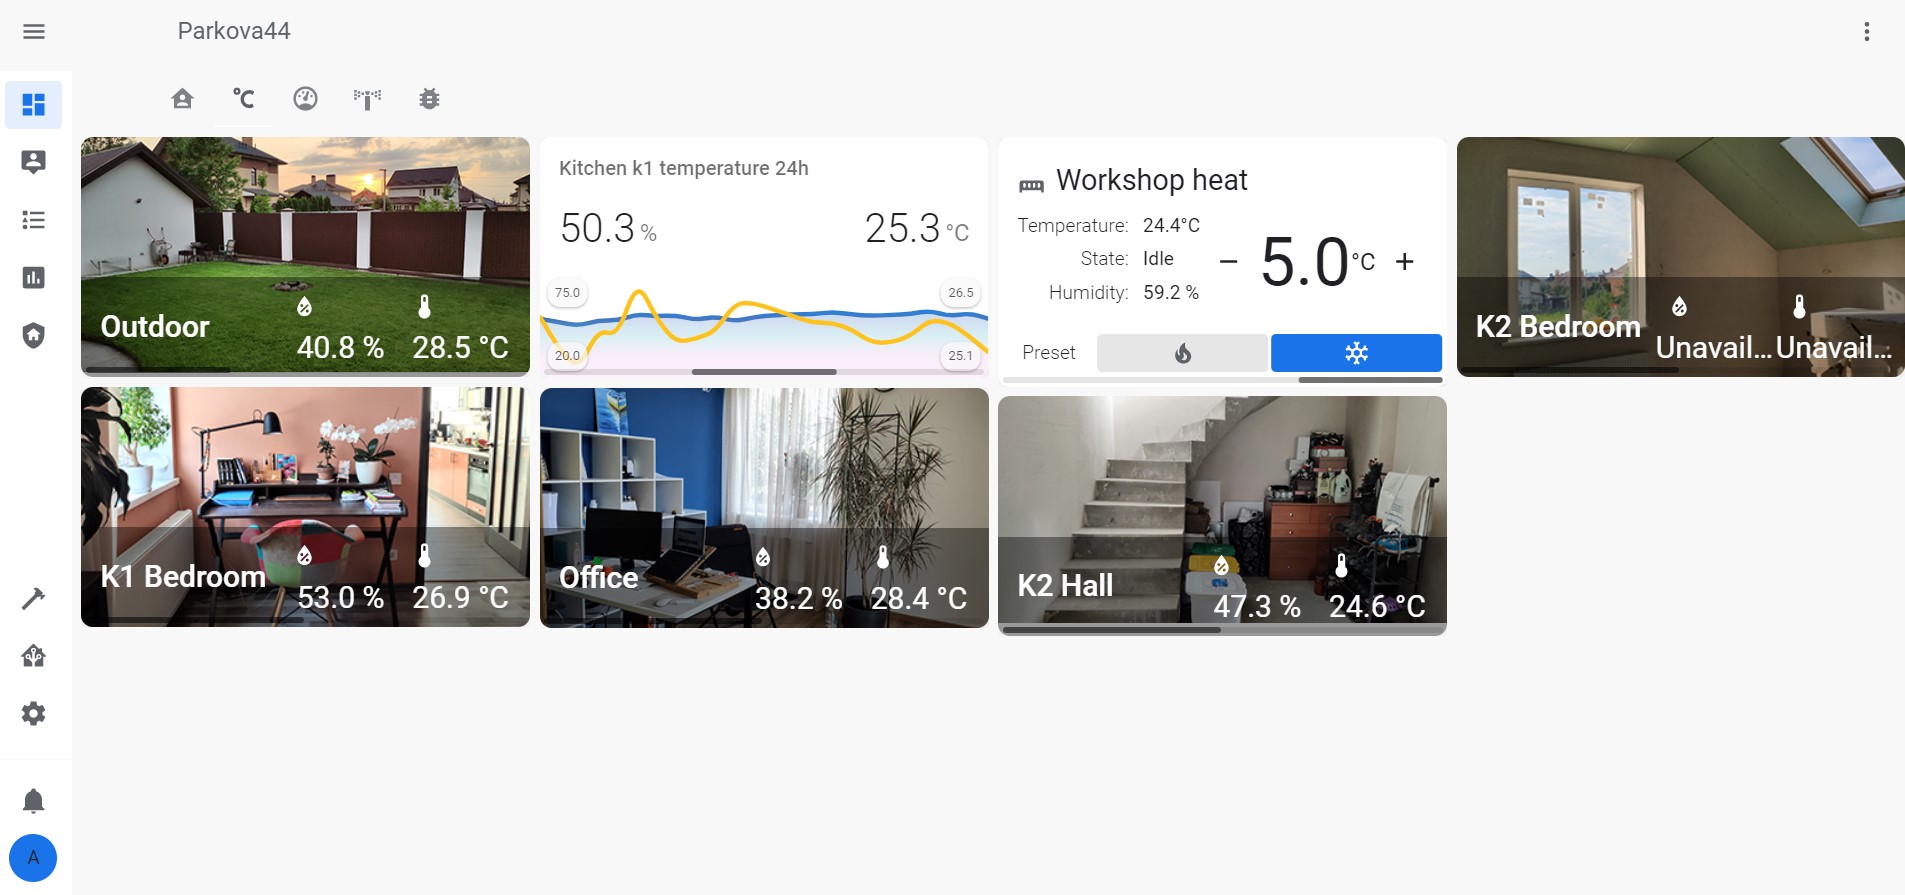 Parkova44
°C
Outdoor
40.8 %
28.5 °C
Kitchen k1 temperature 24h
50.3 %
25.3 °C
75.0
26.5
20.0
25.1
Workshop heat
Temperature: 24.4°C
State: Idle
Humidity: 59.2 %
− 5.0 °C +
Preset
K2 Bedroom
Unavail...
Unavail...
K1 Bedroom
53.0 %
26.9 °C
Office
38.2 %
28.4 °C
K2 Hall
47.3 %
24.6 °C
A